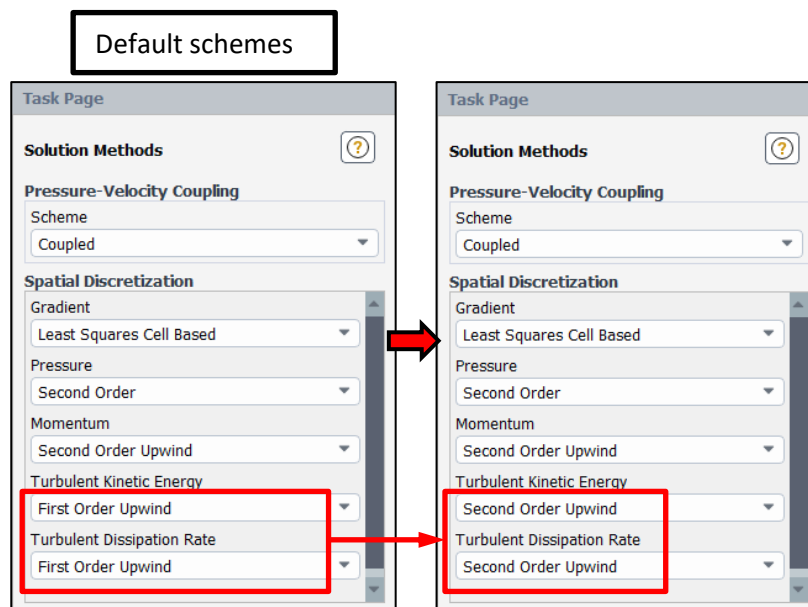 Default schemes
Task Page
Solution Methods
?
Pressure-Velocity Coupling
Scheme
Coupled
Spatial Discretization
Gradient
Least Squares Cell Based
Pressure
Second Order
Momentum
Second Order Upwind
Turbulent Kinetic Energy
First Order Upwind
Turbulent Dissipation Rate
First Order Upwind
Task Page
Solution Methods
?
Pressure-Velocity Coupling
Scheme
Coupled
Spatial Discretization
Gradient
Least Squares Cell Based
Pressure
Second Order
Momentum
Second Order Upwind
Turbulent Kinetic Energy
Second Order Upwind
Turbulent Dissipation Rate
Second Order Upwind